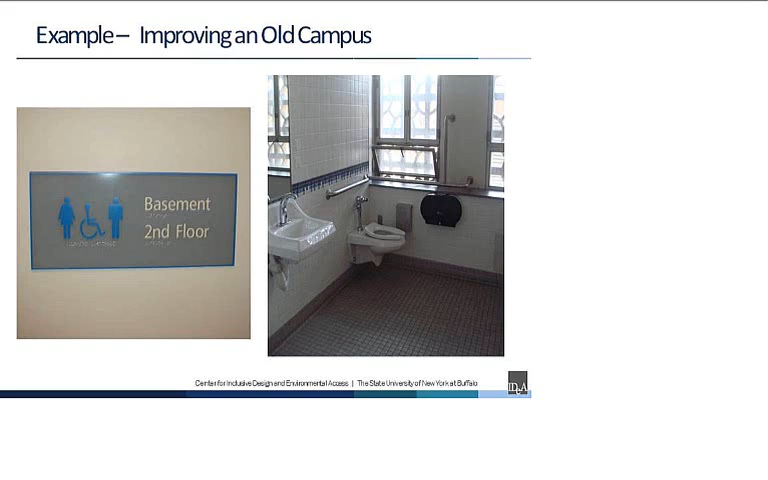 Example – Improving an Old Campus
Basement
2nd Floor
Center for Inclusive Design and Environmental Access | The State University of New York at Buffalo
IDeA